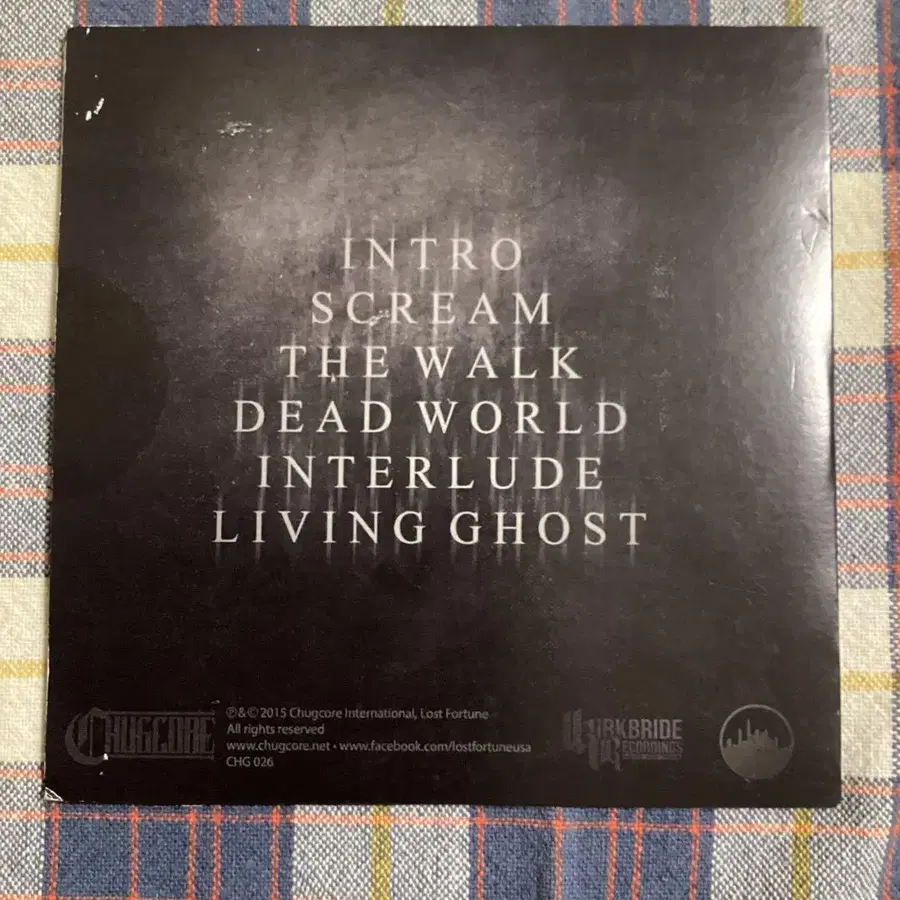 INTRO
SCREAM
THE WALK
DEAD WORLD
INTERLUDE
LIVING GHOST
CHUGCORE
℗&© 2015 Chugcore International, Lost Fortune
All rights reserved
www.chugcore.net • www.facebook.com/lostfortuneusa
CHG 026
KIRKBRIDE
RECORDINGS